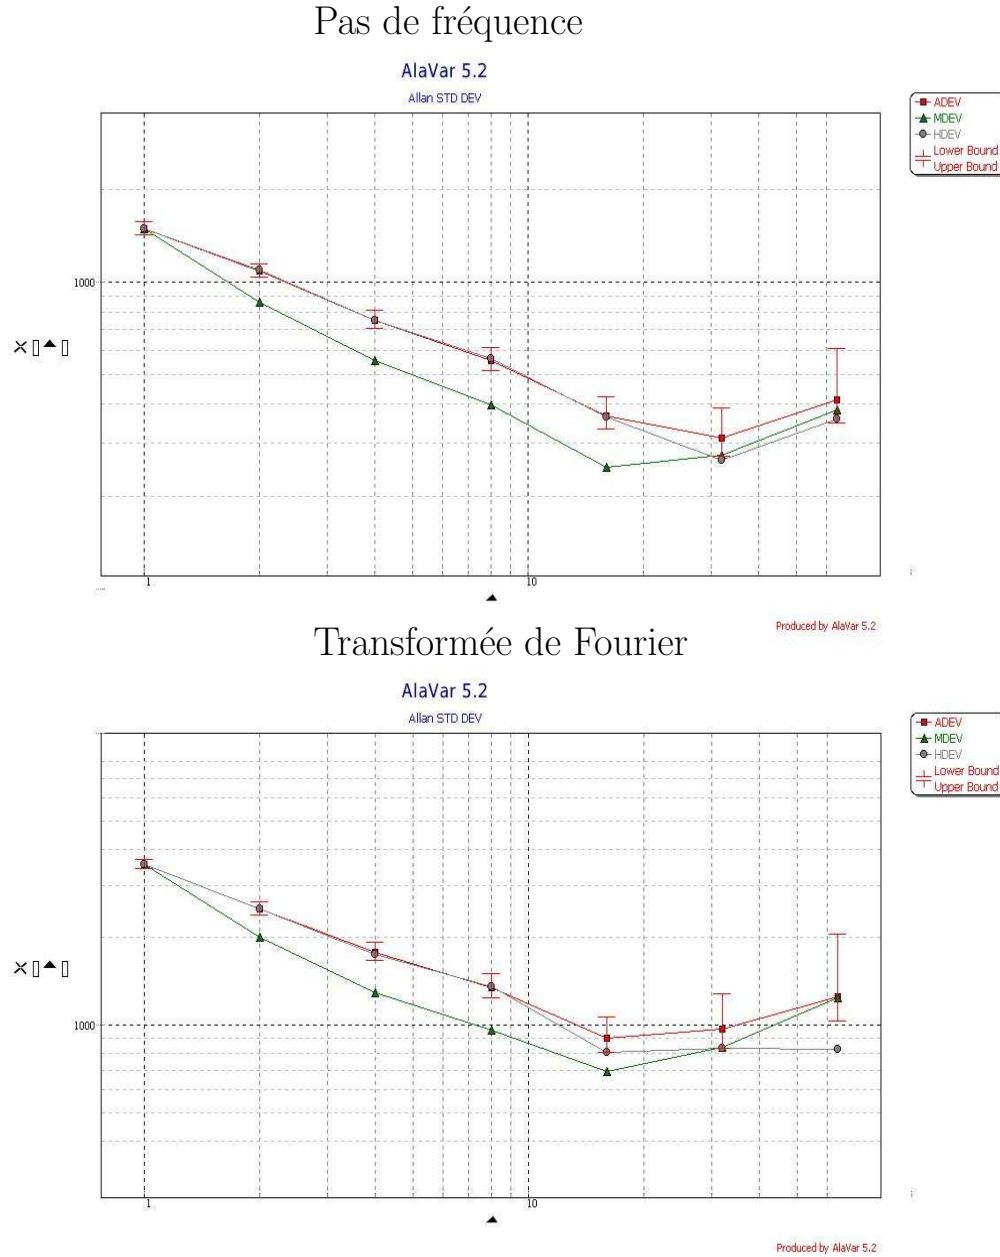 Pas de fréquence
AlaVar 5.2
Allan STD DEV
ADEV
MDEV
HDEV
Lower Bound
Upper Bound
1000
1
10
Produced by AlaVar 5.2
Transformée de Fourier
AlaVar 5.2
Allan STD DEV
ADEV
MDEV
HDEV
Lower Bound
Upper Bound
1000
1
10
Produced by AlaVar 5.2